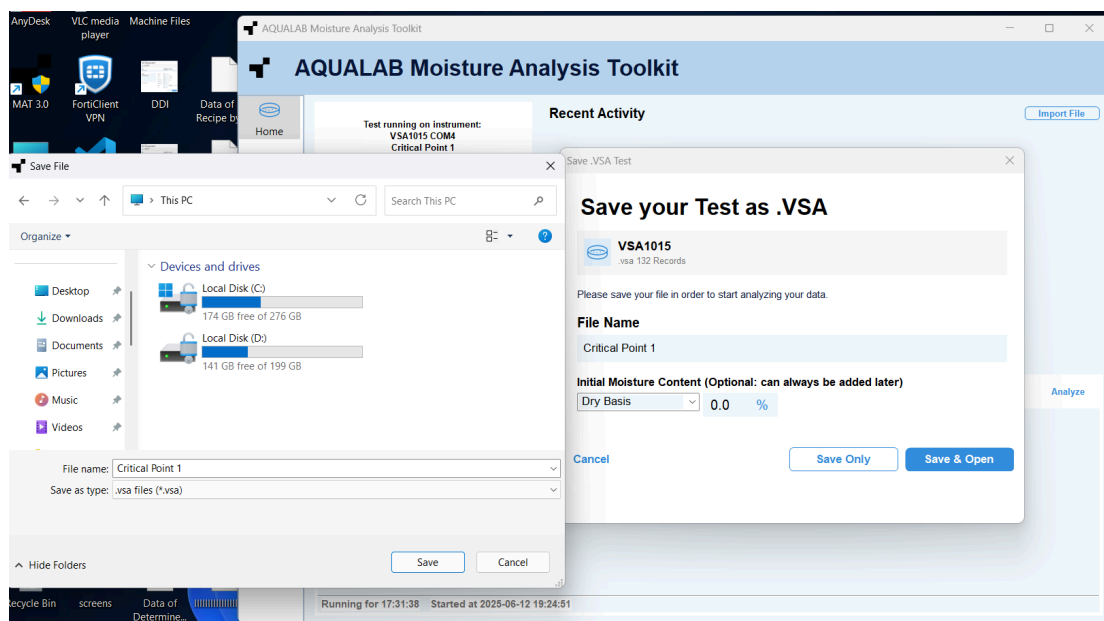 AnyDesk
VLC media player
Machine Files
MAT 3.0
FortiClient VPN
DDI
Data of Recipe by
AQUALAB Moisture Analysis Toolkit
AQUALAB Moisture Analysis Toolkit
Home
Test running on instrument:
VSA1015 COM4
Critical Point 1
Recent Activity
Import File
Save File
This PC
Search This PC
Organize
Desktop
Downloads
Documents
Pictures
Music
Videos
Devices and drives
Local Disk (C:)
174 GB free of 276 GB
Local Disk (D:)
141 GB free of 199 GB
File name: Critical Point 1
Save as type: .vsa files (*.vsa)
Hide Folders
Save
Cancel
Save .VSA Test
Save your Test as .VSA
VSA1015
.vsa 132 Records
Please save your file in order to start analyzing your data.
File Name
Critical Point 1
Initial Moisture Content (Optional: can always be added later)
Dry Basis 0.0 %
Cancel
Save Only
Save & Open
Analyze
Running for 17:31:38 Started at 2025-06-12 19:24:51
Recycle Bin
screens
Data of Determine...